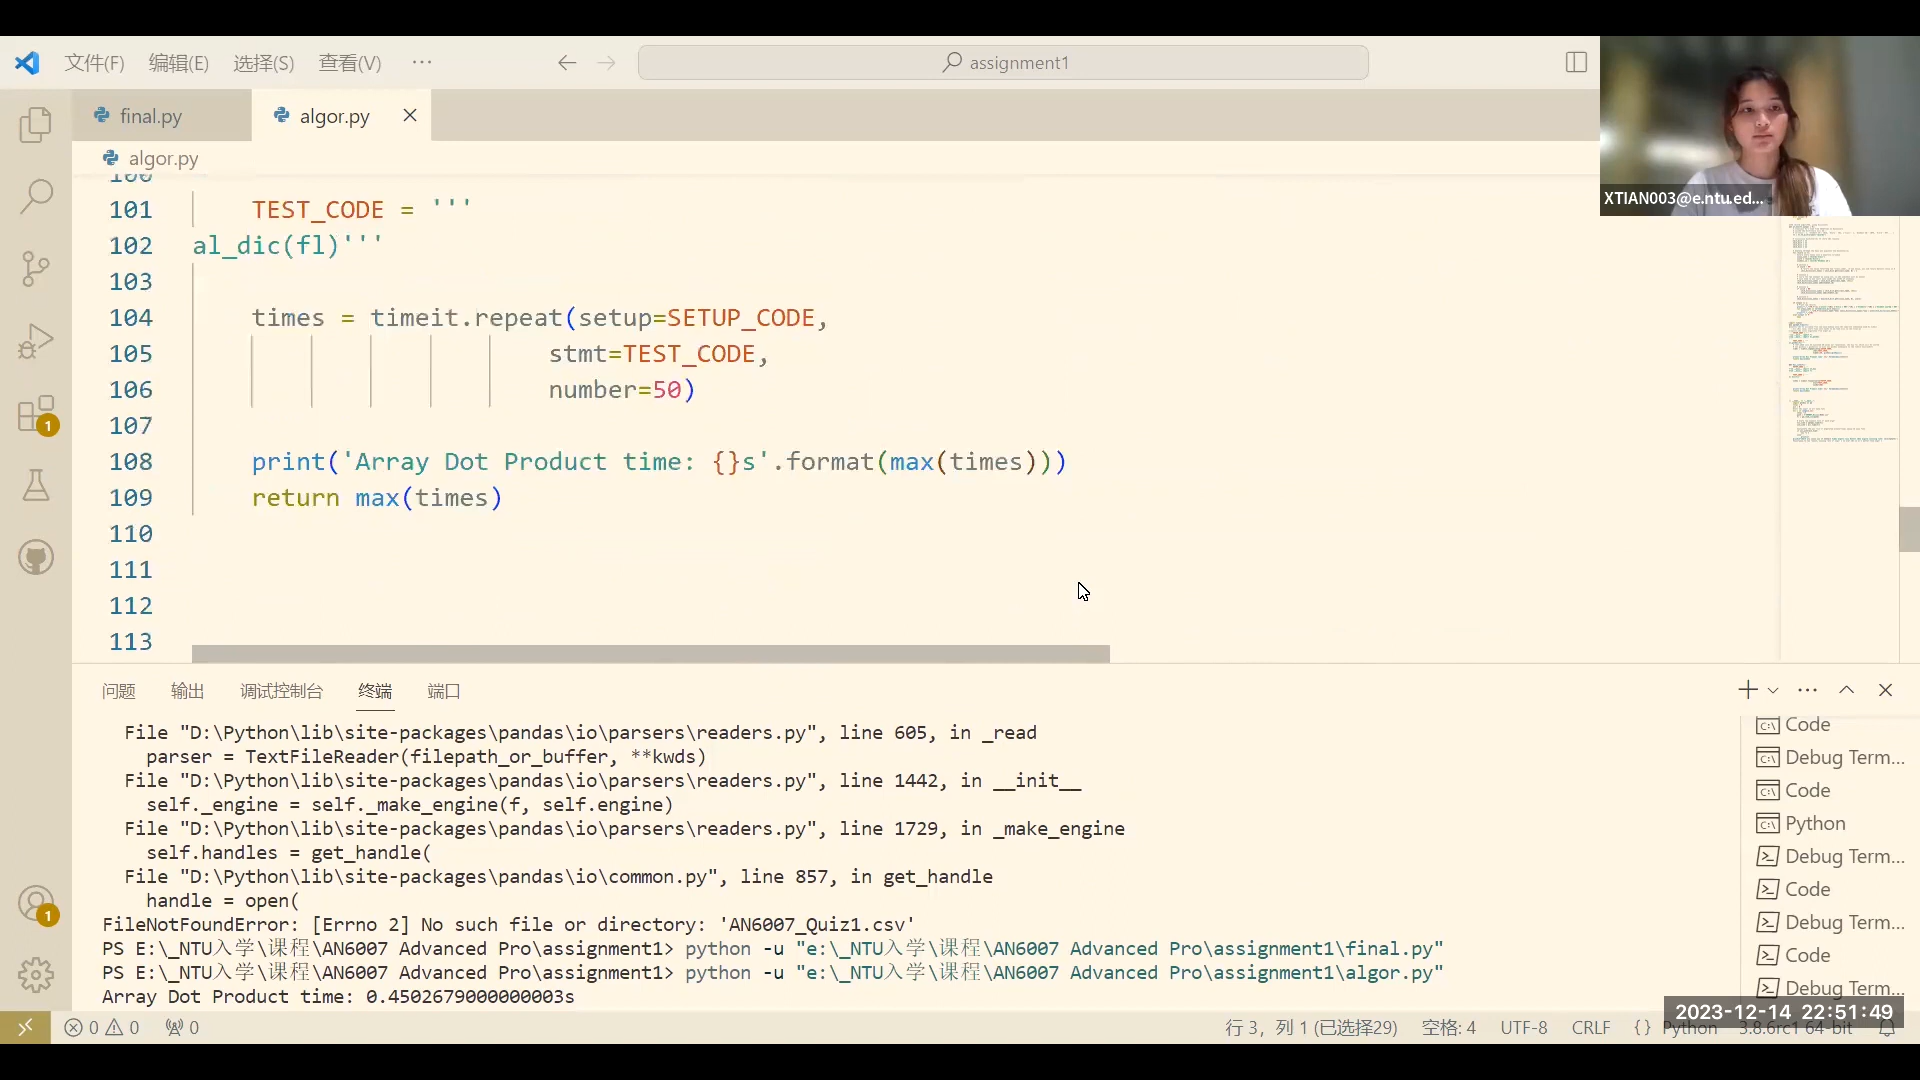 文件(F) 编辑(E) 选择(S) 查看(V) ···
assignment1
final.py
algor.py
algor.py
XTIAN003@e.ntu.ed...
100
101 TEST_CODE = '''
102 al_dic(fl)'''
103
104 times = timeit.repeat(setup=SETUP_CODE,
105 stmt=TEST_CODE,
106 number=50)
107
108 print('Array Dot Product time: {}s'.format(max(times)))
109 return max(times)
110
111
112
113
1
1
问题 输出 调试控制台 终端 端口
File "D:\Python\lib\site-packages\pandas\io\parsers\readers.py", line 605, in _read
parser = TextFileReader(filepath_or_buffer, **kwds)
File "D:\Python\lib\site-packages\pandas\io\parsers\readers.py", line 1442, in __init__
self._engine = self._make_engine(f, self.engine)
File "D:\Python\lib\site-packages\pandas\io\parsers\readers.py", line 1729, in _make_engine
self.handles = get_handle(
File "D:\Python\lib\site-packages\pandas\io\common.py", line 857, in get_handle
handle = open(
FileNotFoundError: [Errno 2] No such file or directory: 'AN6007_Quiz1.csv'
PS E:\_NTU入学\课程\AN6007 Advanced Pro\assignment1> python -u "e:\_NTU入学\课程\AN6007 Advanced Pro\assignment1\final.py"
PS E:\_NTU入学\课程\AN6007 Advanced Pro\assignment1> python -u "e:\_NTU入学\课程\AN6007 Advanced Pro\assignment1\algor.py"
Array Dot Product time: 0.4502679000000003s
Code
Debug Term...
Code
Python
Debug Term...
Code
Debug Term...
Code
Debug Term...
2023-12-14 22:51:49
0 0 0
行 3，列 1 (已选择29) 空格: 4 UTF-8 CRLF {} Python 3.8.6rc1 64-bit